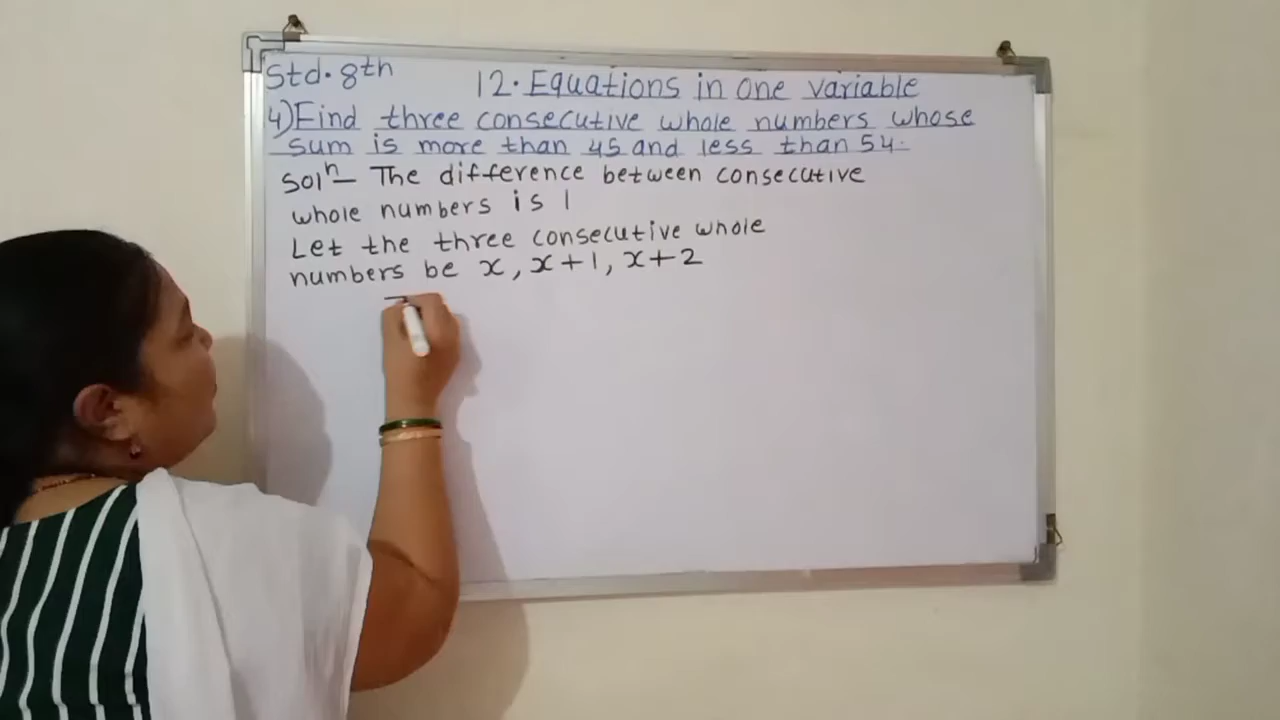 Std. 8th
12. Equations in one variable
4) Find three consecutive whole numbers whose
sum is more than 45 and less than 54.
Solⁿ- The difference between consecutive
whole numbers is 1
Let the three consecutive whole
numbers be x, x+1, x+2